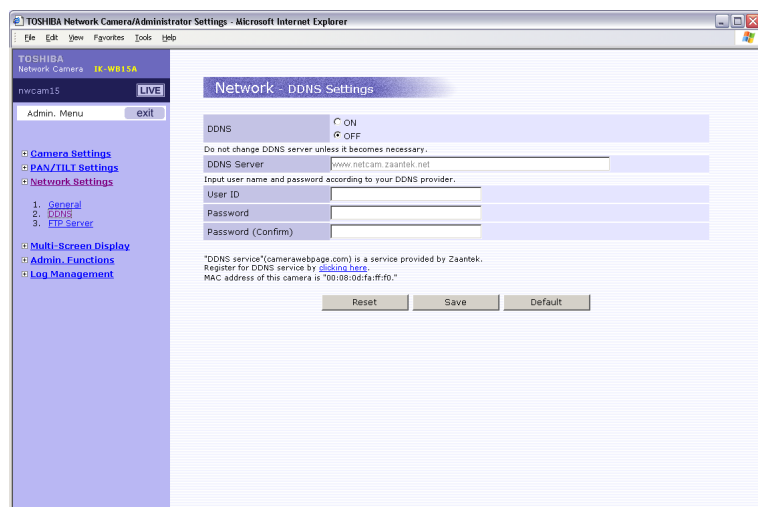 TOSHIBA Network Camera/Administrator Settings - Microsoft Internet Explorer
File Edit View Favorites Tools Help
TOSHIBA
Network Camera IK-WB15A
nwcam15 LIVE
Admin. Menu exit
Camera Settings
PAN/TILT Settings
Network Settings
1. General
2. DDNS
3. FTP Server
Multi-Screen Display
Admin. Functions
Log Management
Network - DDNS Settings
DDNS
ON
OFF
Do not change DDNS server unless it becomes necessary.
DDNS Server www.netcam.zaantek.net
Input user name and password according to your DDNS provider.
User ID
Password
Password (Confirm)
"DDNS service"(camerawebpage.com) is a service provided by Zaantek.
Register for DDNS service by clicking here.
MAC address of this camera is "00:08:0d:fa:ff:f0."
Reset Save Default